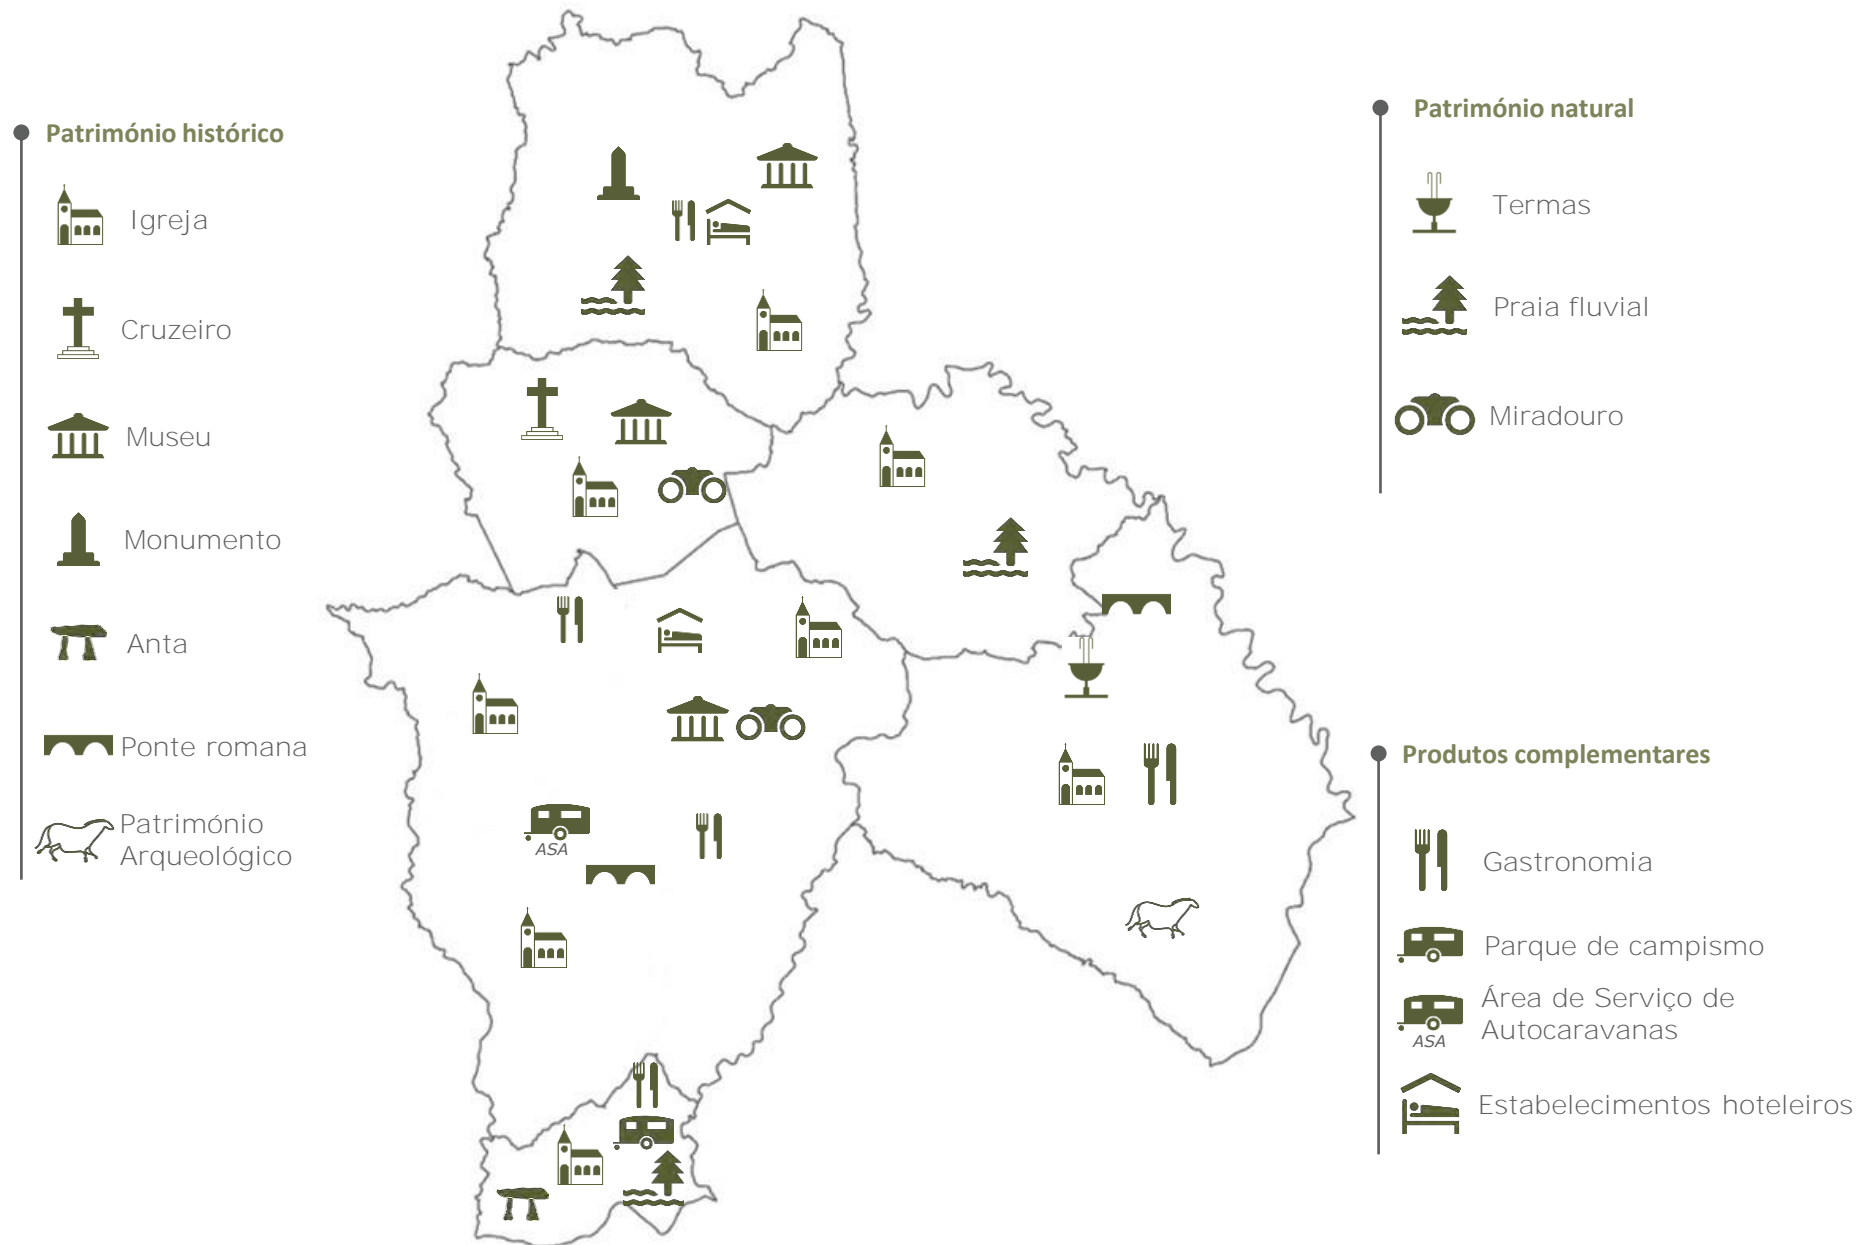 Património histórico
Igreja
Cruzeiro
Museu
Monumento
Anta
Ponte romana
Património
Arqueológico
ASA
Património natural
Termas
Praia fluvial
Miradouro
Produtos complementares
Gastronomia
Parque de campismo
Área de Serviço de
Autocaravanas
ASA
Estabelecimentos hoteleiros